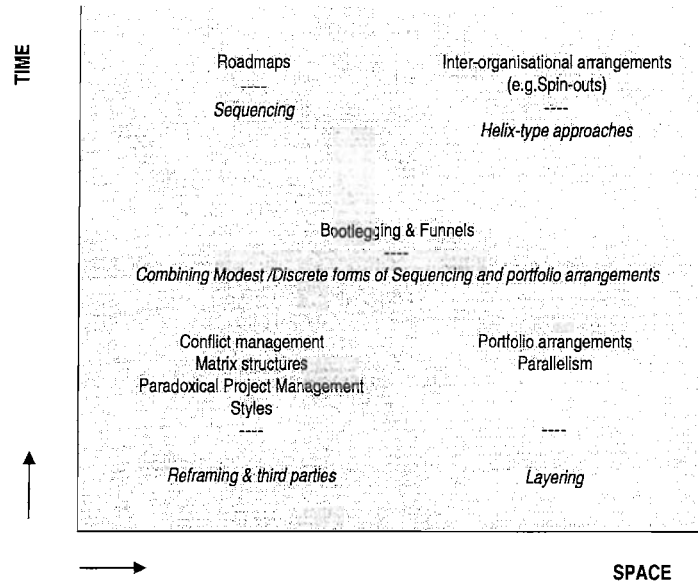 TIME
Roadmaps
----
Sequencing
Inter-organisational arrangements
(e.g.Spin-outs)
----
Helix-type approaches
Bootlegging & Funnels
----
Combining Modest /Discrete forms of Sequencing and portfolio arrangements
Conflict management
Matrix structures
Paradoxical Project Management
Styles
----
Reframing & third parties
Portfolio arrangements
Parallelism
----
Layering
SPACE